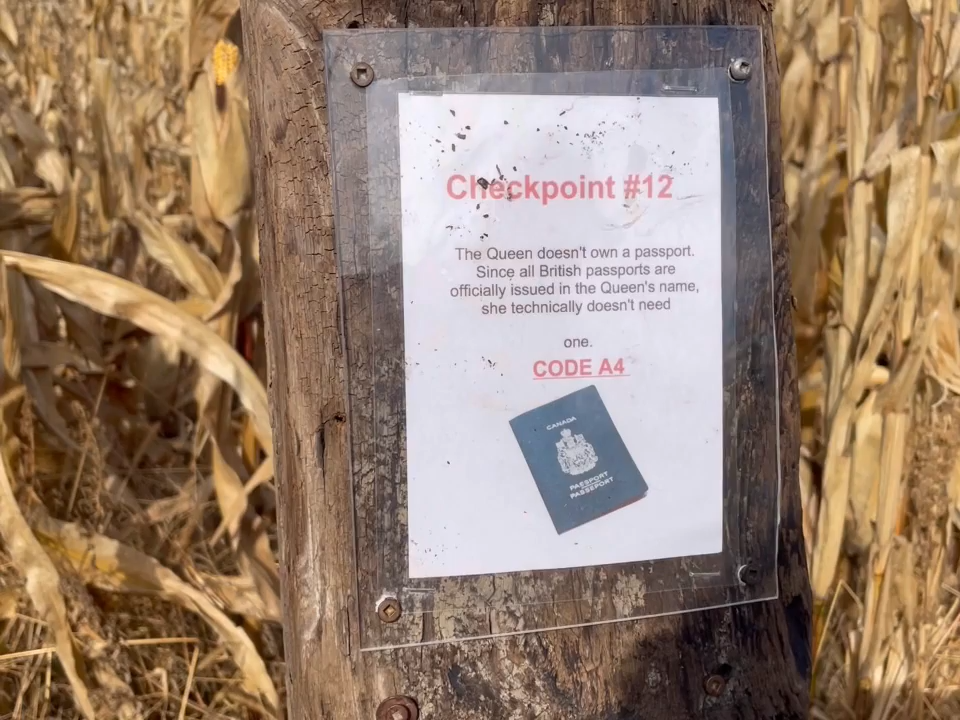 Checkpoint #12
The Queen doesn't own a passport.
Since all British passports are
officially issued in the Queen's name,
she technically doesn't need
one.
CODE A4
CANADA
PASSPORT
PASSEPORT